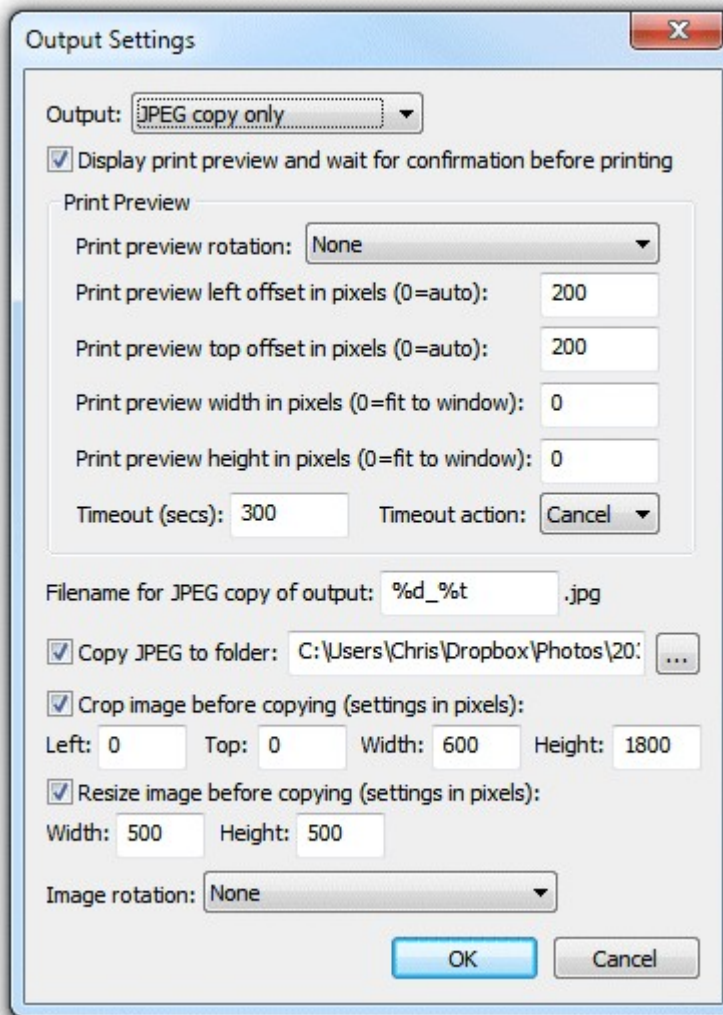 Output Settings
Output: JPEG copy only
Display print preview and wait for confirmation before printing
Print Preview
Print preview rotation: None
Print preview left offset in pixels (0=auto): 200
Print preview top offset in pixels (0=auto): 200
Print preview width in pixels (0=fit to window): 0
Print preview height in pixels (0=fit to window): 0
Timeout (secs): 300 Timeout action: Cancel
Filename for JPEG copy of output: %d_%t .jpg
Copy JPEG to folder: C:\Users\Chris\Dropbox\Photos\20 ...
Crop image before copying (settings in pixels):
Left: 0 Top: 0 Width: 600 Height: 1800
Resize image before copying (settings in pixels):
Width: 500 Height: 500
Image rotation: None
OK Cancel